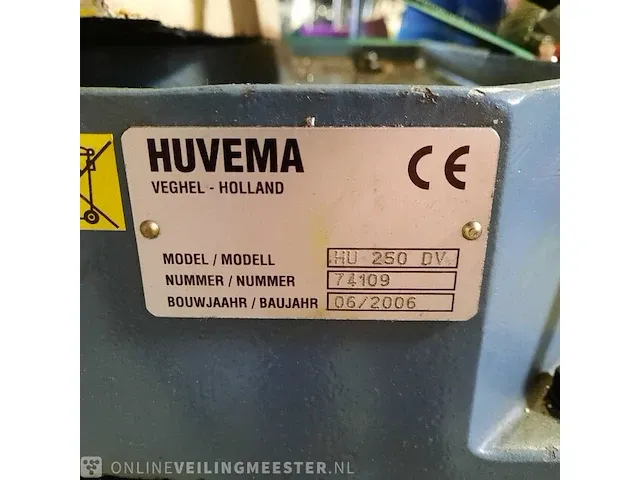 HUVEMA
VEGHEL - HOLLAND
CE
MODEL / MODELL HU 250 DV
NUMMER / NUMMER 74109
BOUWJAAHR / BAUJAHR 06/2006
ONLINEVEILINGMEESTER.NL